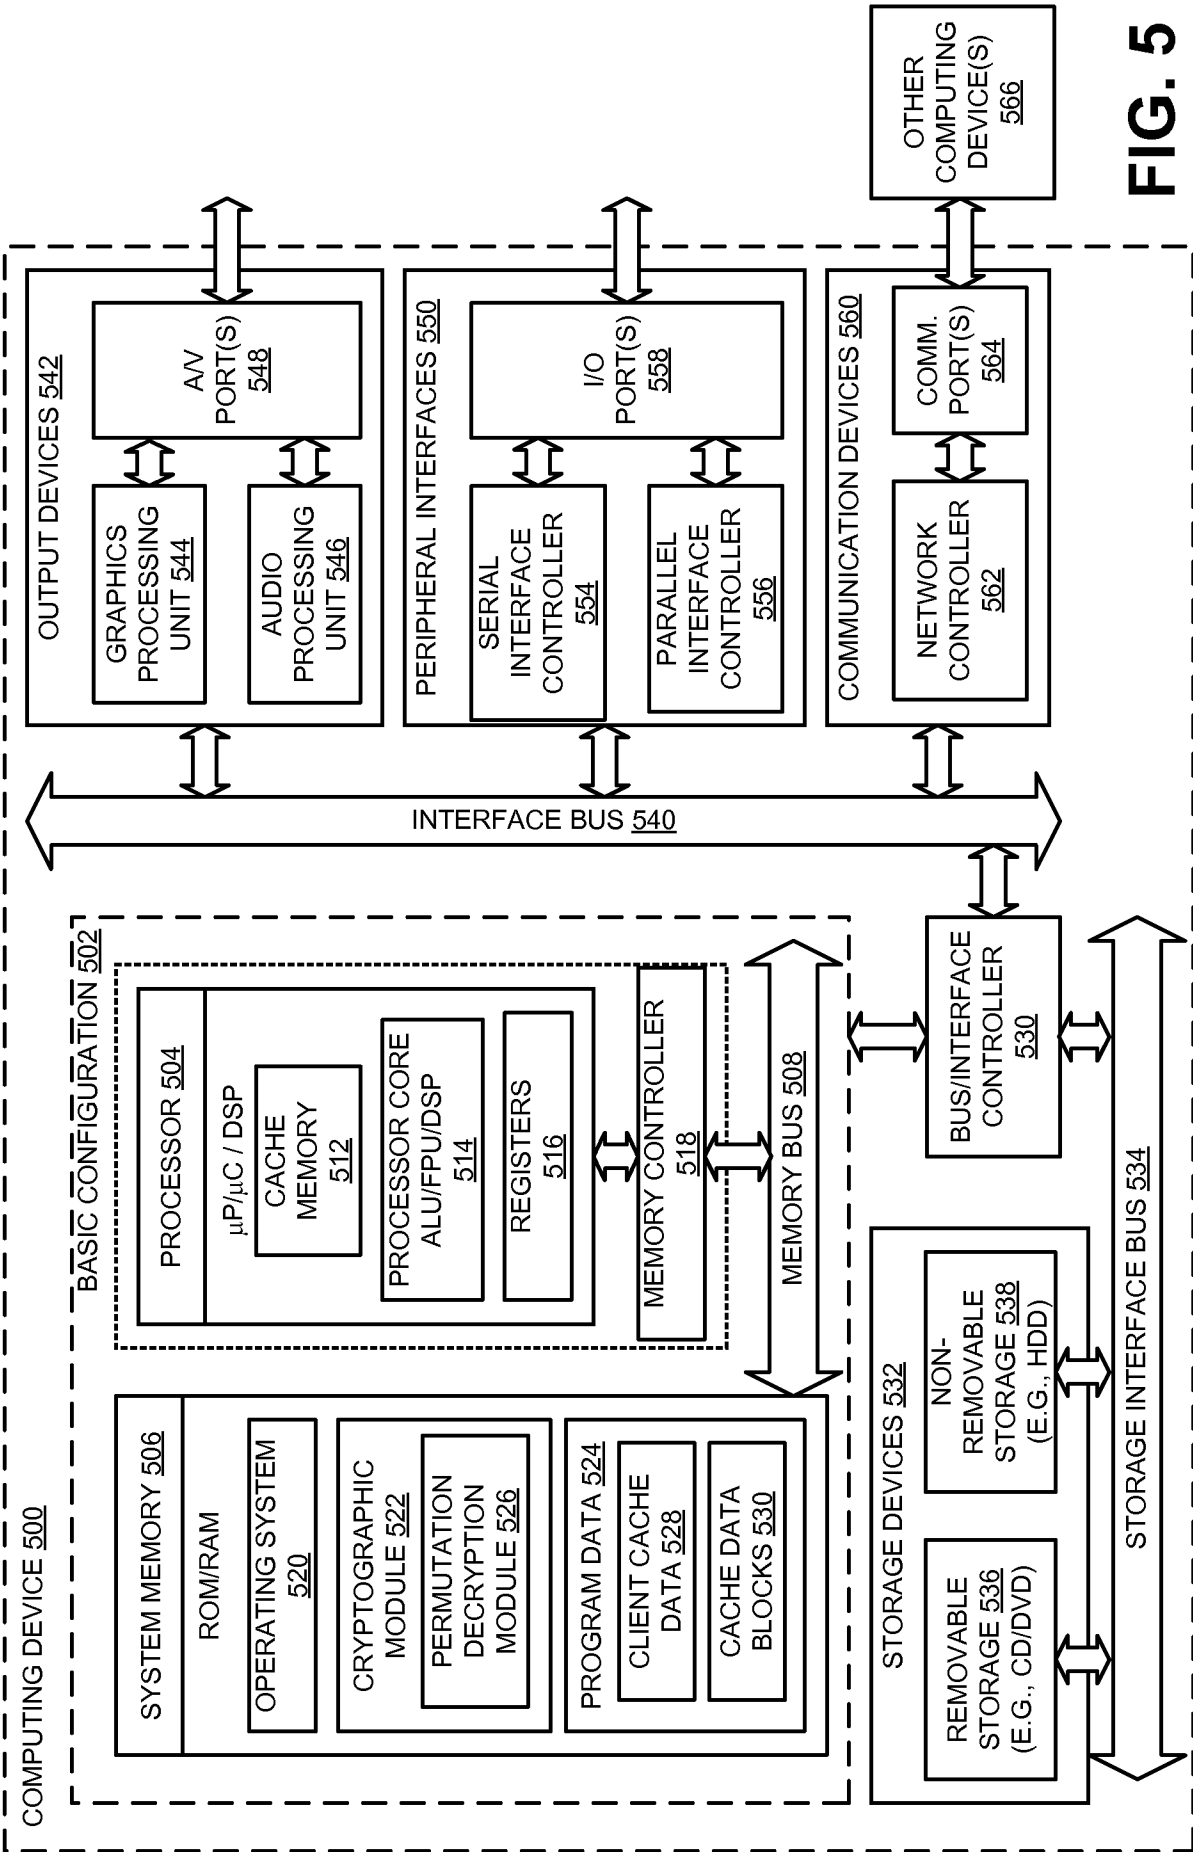 COMPUTING DEVICE 500
BASIC CONFIGURATION 502
SYSTEM MEMORY 506
ROM/RAM
OPERATING SYSTEM
520
CRYPTOGRAPHIC
MODULE 522
PERMUTATION
DECRYPTION
MODULE 526
PROGRAM DATA 524
CLIENT CACHE
DATA 528
CACHE DATA
BLOCKS 530
PROCESSOR 504
µP/µC / DSP
CACHE
MEMORY
512
PROCESSOR CORE
ALU/FPU/DSP
514
REGISTERS
516
MEMORY CONTROLLER
518
MEMORY BUS 508
STORAGE DEVICES 532
REMOVABLE
STORAGE 536
(E.G., CD/DVD)
NON-
REMOVABLE
STORAGE 538
(E.G., HDD)
BUS/INTERFACE
CONTROLLER
530
STORAGE INTERFACE BUS 534
INTERFACE BUS 540
OUTPUT DEVICES 542
GRAPHICS
PROCESSING
UNIT 544
AUDIO
PROCESSING
UNIT 546
A/V
PORT(S)
548
PERIPHERAL INTERFACES 550
SERIAL
INTERFACE
CONTROLLER
554
PARALLEL
INTERFACE
CONTROLLER
556
I/O
PORT(S)
558
COMMUNICATION DEVICES 560
NETWORK
CONTROLLER
562
COMM.
PORT(S)
564
OTHER
COMPUTING
DEVICE(S)
566
FIG. 5